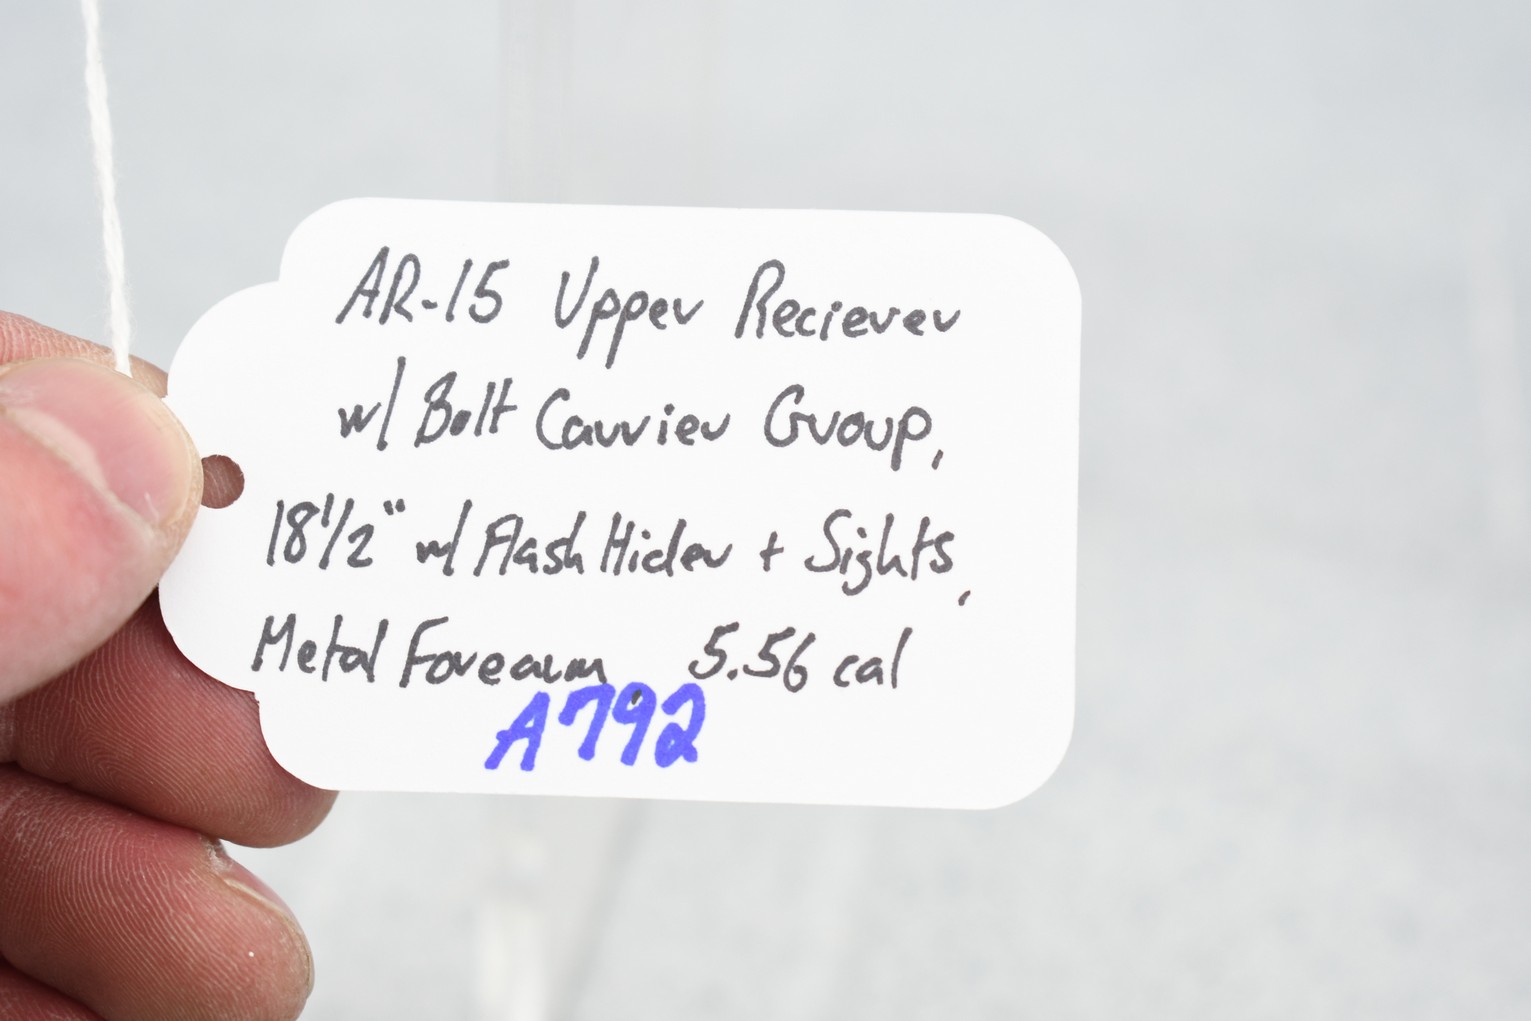 AR-15 Upper Reciever
w/ Bolt Carrier Group,
18 1/2" w/ Flash Hider + Sights,
Metal Forearm, 5.56 cal
A792